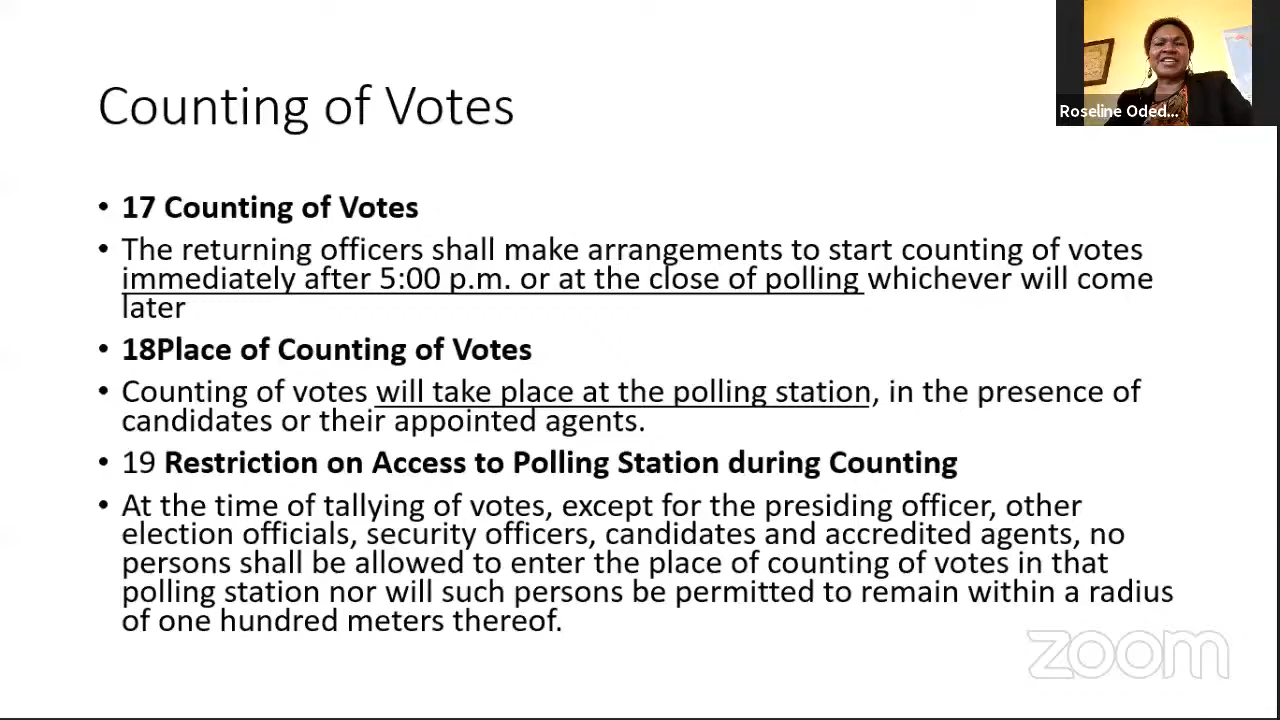 Roseline Oded...
Counting of Votes
• 17 Counting of Votes
• The returning officers shall make arrangements to start counting of votes
immediately after 5:00 p.m. or at the close of polling whichever will come
later
• 18Place of Counting of Votes
• Counting of votes will take place at the polling station, in the presence of
candidates or their appointed agents.
• 19 Restriction on Access to Polling Station during Counting
• At the time of tallying of votes, except for the presiding officer, other
election officials, security officers, candidates and accredited agents, no
persons shall be allowed to enter the place of counting of votes in that
polling station nor will such persons be permitted to remain within a radius
of one hundred meters thereof.
zoom